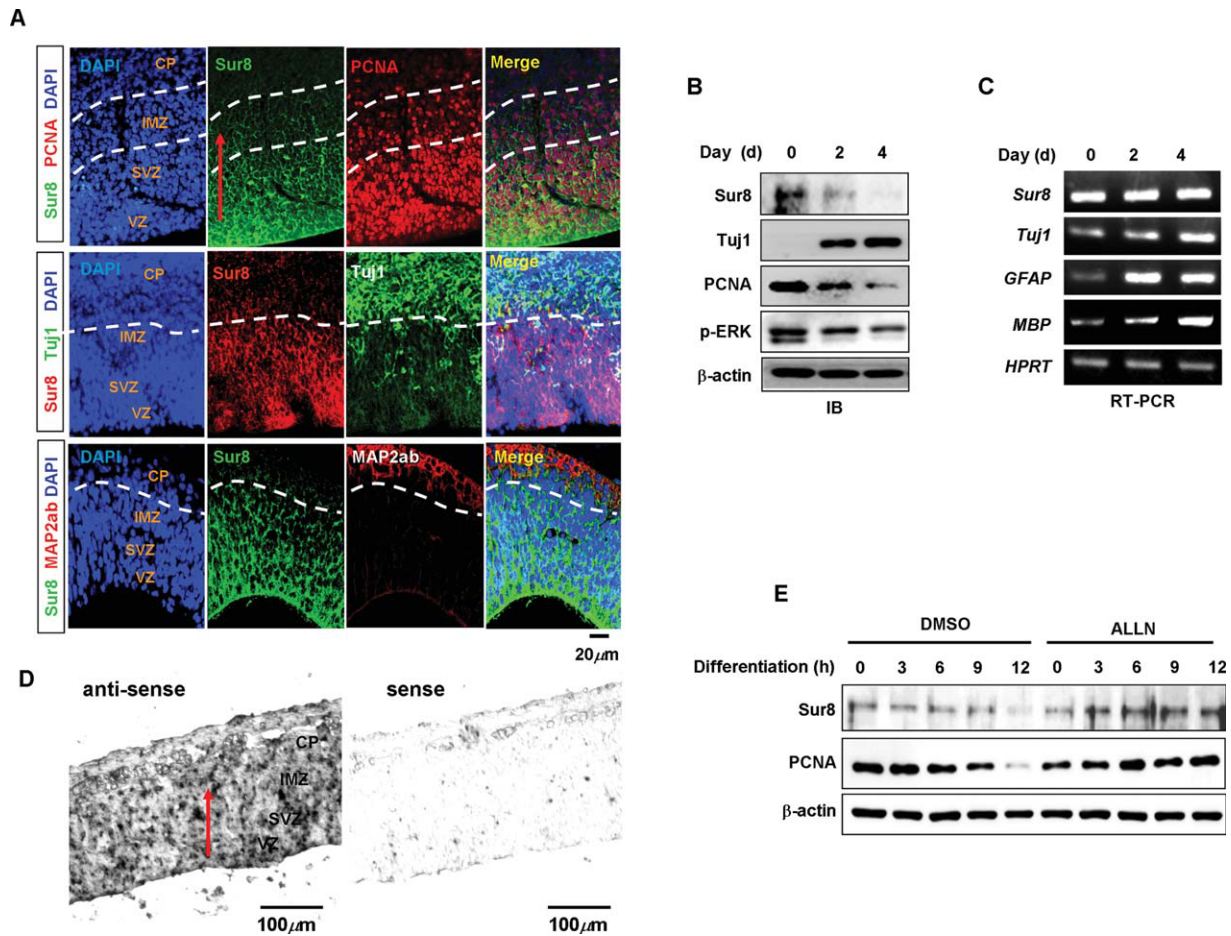 A
Sur8 PCNA DAPI
DAPI
CP
IMZ
SVZ
VZ
Sur8
PCNA
Merge
Sur8 Tuj1 DAPI
DAPI
CP
IMZ
SVZ
VZ
Sur8
Tuj1
Merge
Sur8 MAP2ab DAPI
DAPI
CP
IMZ
SVZ
VZ
Sur8
MAP2ab
Merge
20μm
B
Day (d) 0 2 4
Sur8
Tuj1
PCNA
p-ERK
β-actin
IB
C
Day (d)
0 2 4
Sur8
Tuj1
GFAP
MBP
HPRT
RT-PCR
D
anti-sense
CP
IMZ
SVZ
VZ
100μm
sense
100μm
E
DMSO ALLN
Differentiation (h) 0 3 6 9 12 0 3 6 9 12
Sur8
PCNA
β-actin